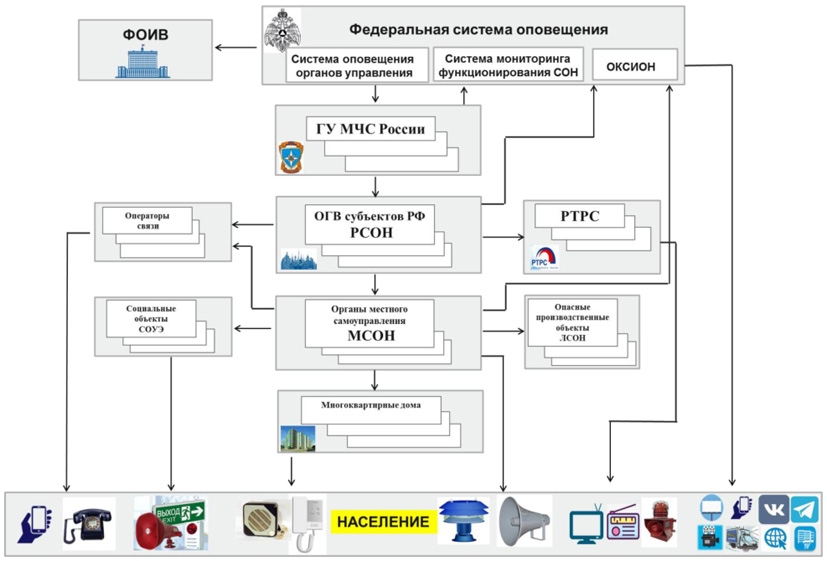 ФОИВ
Федеральная система оповещения
Система оповещения
органов управления
Система мониторинга
функционирования СОН
ОКСИОН
ГУ МЧС России
Операторы
связи
ОГВ субъектов РФ
РСОН
РТРС
РТРС
Социальные
объекты
СОУЭ
Органы местного
самоуправления
МСОН
Опасные
производственные
объекты
ЛСОН
Многоквартирные дома
ВЫХОД
EXIT
НАСЕЛЕНИЕ